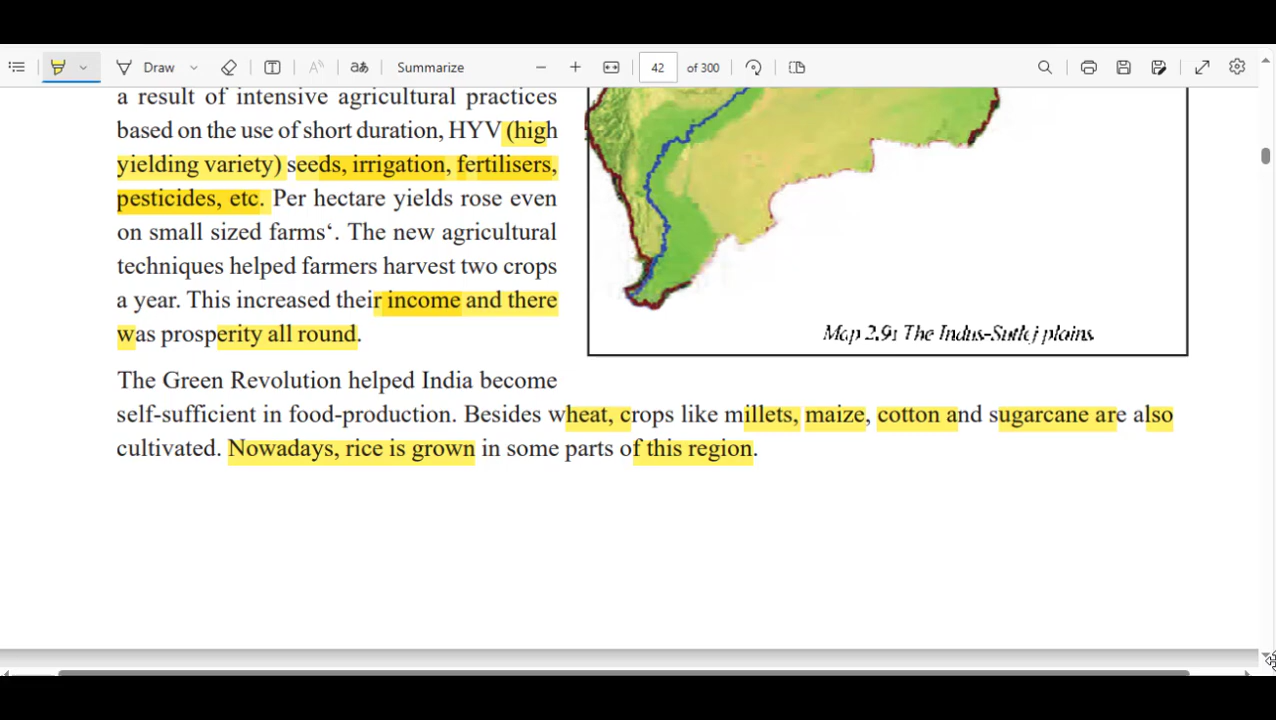 Draw
Summarize
42 of 300
a result of intensive agricultural practices
based on the use of short duration, HYV (high
yielding variety) seeds, irrigation, fertilisers,
pesticides, etc. Per hectare yields rose even
on small sized farms‘. The new agricultural
techniques helped farmers harvest two crops
a year. This increased their income and there
was prosperity all round.
Map 2.9: The Indus-Sutlej plains
The Green Revolution helped India become
self-sufficient in food-production. Besides wheat, crops like millets, maize, cotton and sugarcane are also
cultivated. Nowadays, rice is grown in some parts of this region.